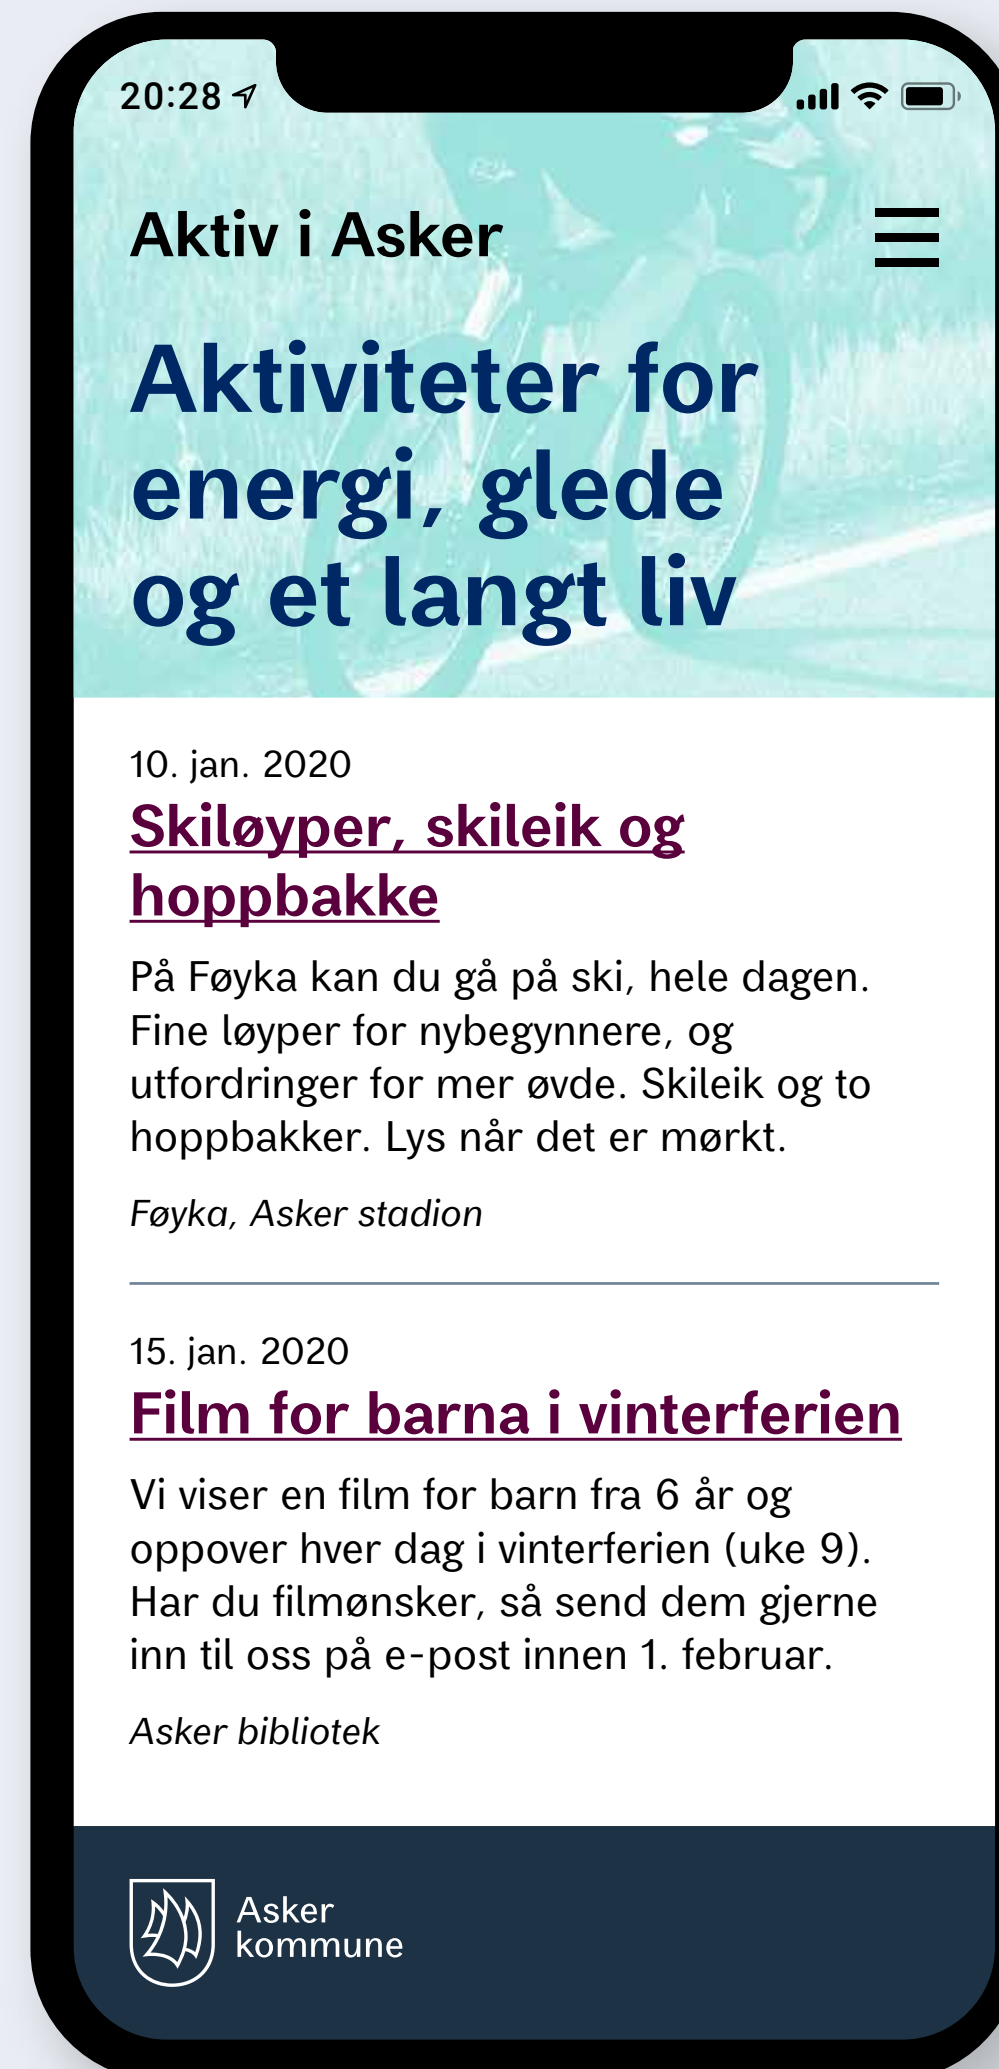 20:28
Aktiv i Asker
Aktiviteter for
energi, glede
og et langt liv
10. jan. 2020
Skiløyper, skileik og
hoppbakke
På Føyka kan du gå på ski, hele dagen.
Fine løyper for nybegynnere, og
utfordringer for mer øvde. Skileik og to
hoppbakker. Lys når det er mørkt.
Føyka, Asker stadion
15. jan. 2020
Film for barna i vinterferien
Vi viser en film for barn fra 6 år og
oppover hver dag i vinterferien (uke 9).
Har du filmønsker, så send dem gjerne
inn til oss på e-post innen 1. februar.
Asker bibliotek
Asker
kommune